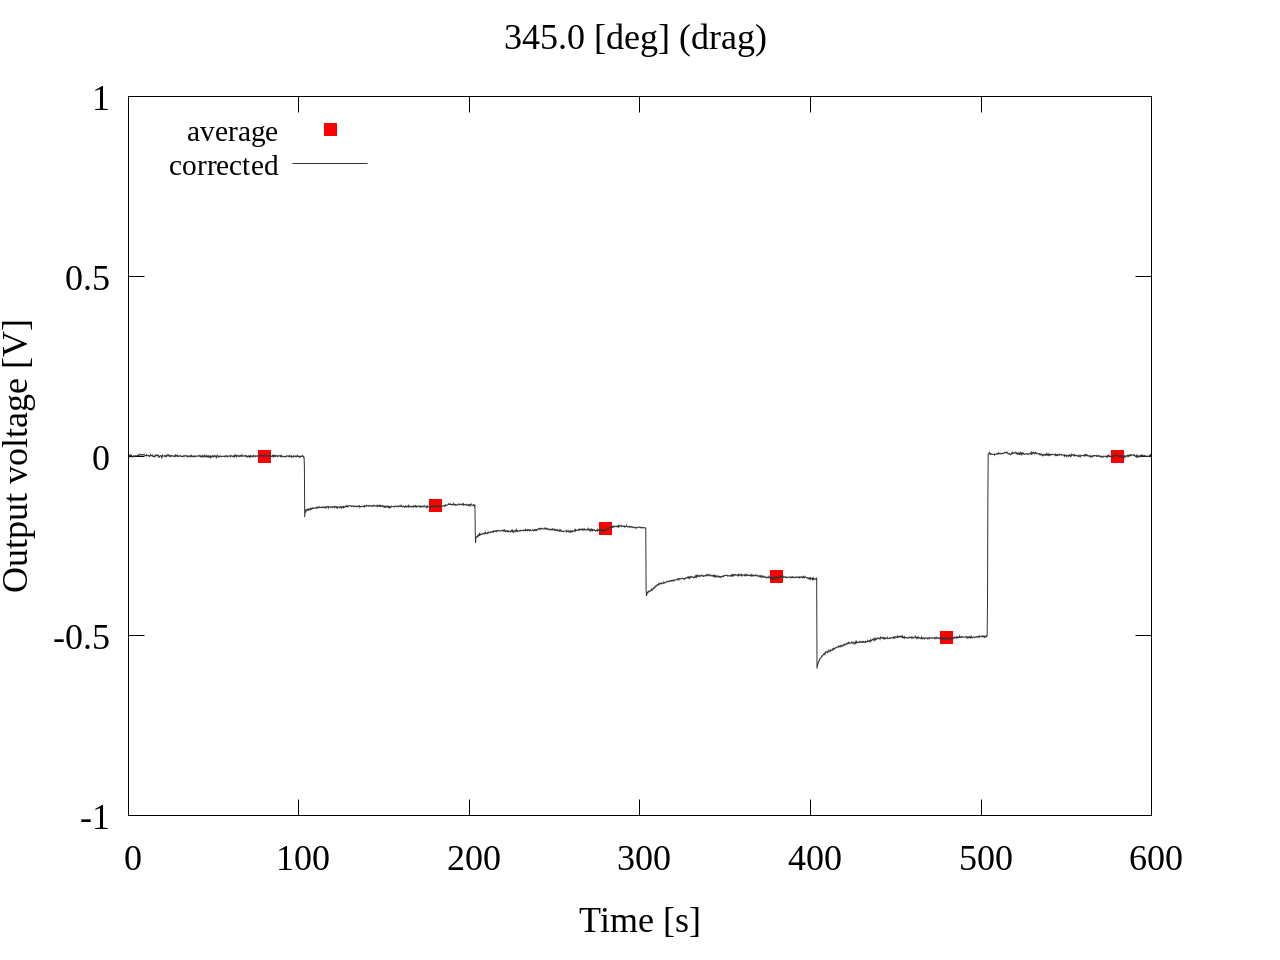 345.0 [deg] (drag)
1
average
corrected
0.5
0
-0.5
-1
Output voltage [V]
0 100 200 300 400 500 600
Time [s]